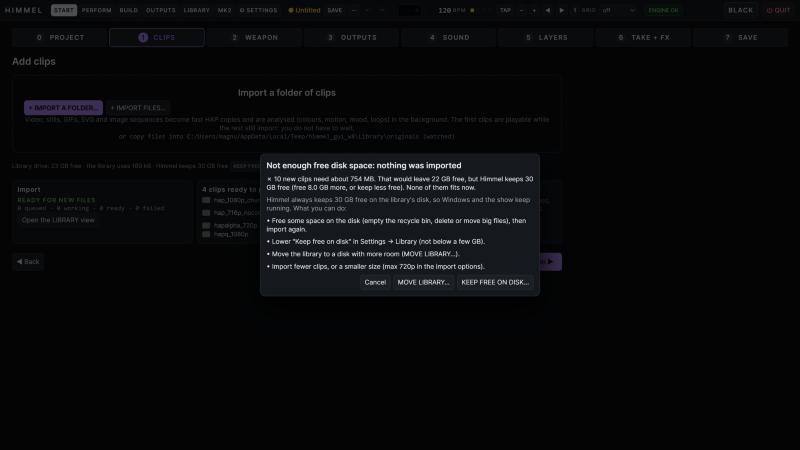 HIMMEL START PERFORM BUILD OUTPUTS LIBRARY MK2 SETTINGS Untitled SAVE 120 BPM TAP − + 1 GRID off ENGINE OK BLACK QUIT
0 PROJECT 1 CLIPS 2 WEAPON 3 OUTPUTS 4 SOUND 5 LAYERS 6 TAKE + FX 7 SAVE
Add clips
Import a folder of clips
+ IMPORT A FOLDER... + IMPORT FILES...
Video, stills, GIFs, SVG and image sequences become fast HAP copies and are analysed (colours, motion, mood, loops) in the background. The first clips are playable while
the rest still import: you do not have to wait.
or copy files into C:/Users/magnu/AppData/Local/Temp/himmel_gvi_w8/Library/originals (watched)
Library drive: 23 GB free · the library uses 189 kB · Himmel keeps 30 GB free KEEP FREE
Not enough free disk space: nothing was imported
× 10 new clips need about 754 MB. That would leave 22 GB free, but Himmel keeps 30
GB free (free 8.0 GB more, or keep less free). None of them fits now.
Himmel always keeps 30 GB free on the library's disk, so Windows and the show keep
running. What you can do:
• Free some space on the disk (empty the recycle bin, delete or move big files), then
import again.
• Lower "Keep free on disk" in Settings → Library (not below a few GB).
• Move the library to a disk with more room (MOVE LIBRARY...).
• Import fewer clips, or a smaller size (max 720p in the import options).
Cancel MOVE LIBRARY... KEEP FREE ON DISK...
Import
READY FOR NEW FILES
0 queued · 0 working · 0 ready · 0 failed
Open the LIBRARY view
4 clips ready to
hap_1080p_chun
hap_716p_nocor
hapalpha_720p
hapq_1080p
◀ Back